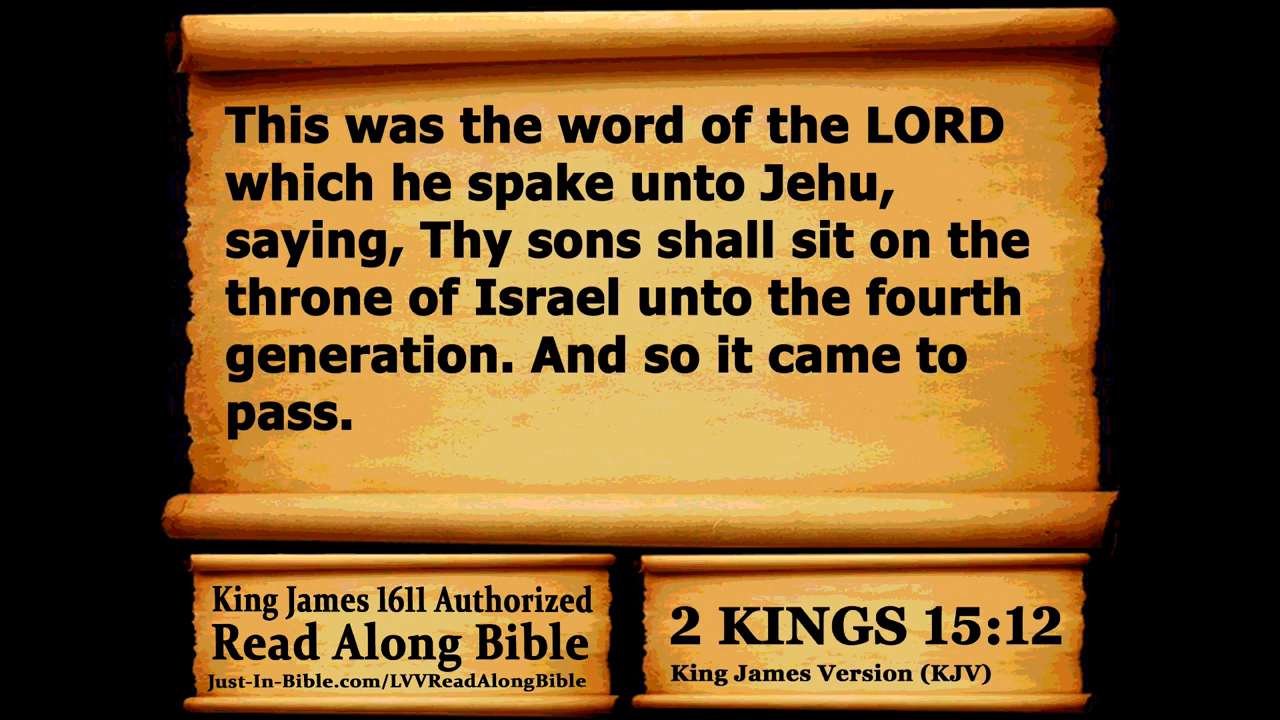 This was the word of the LORD
which he spake unto Jehu,
saying, Thy sons shall sit on the
throne of Israel unto the fourth
generation. And so it came to
pass.
King James 1611 Authorized
Read Along Bible
Just-In-Bible.com/LVVReadAlongBible
2 KINGS 15:12
King James Version (KJV)